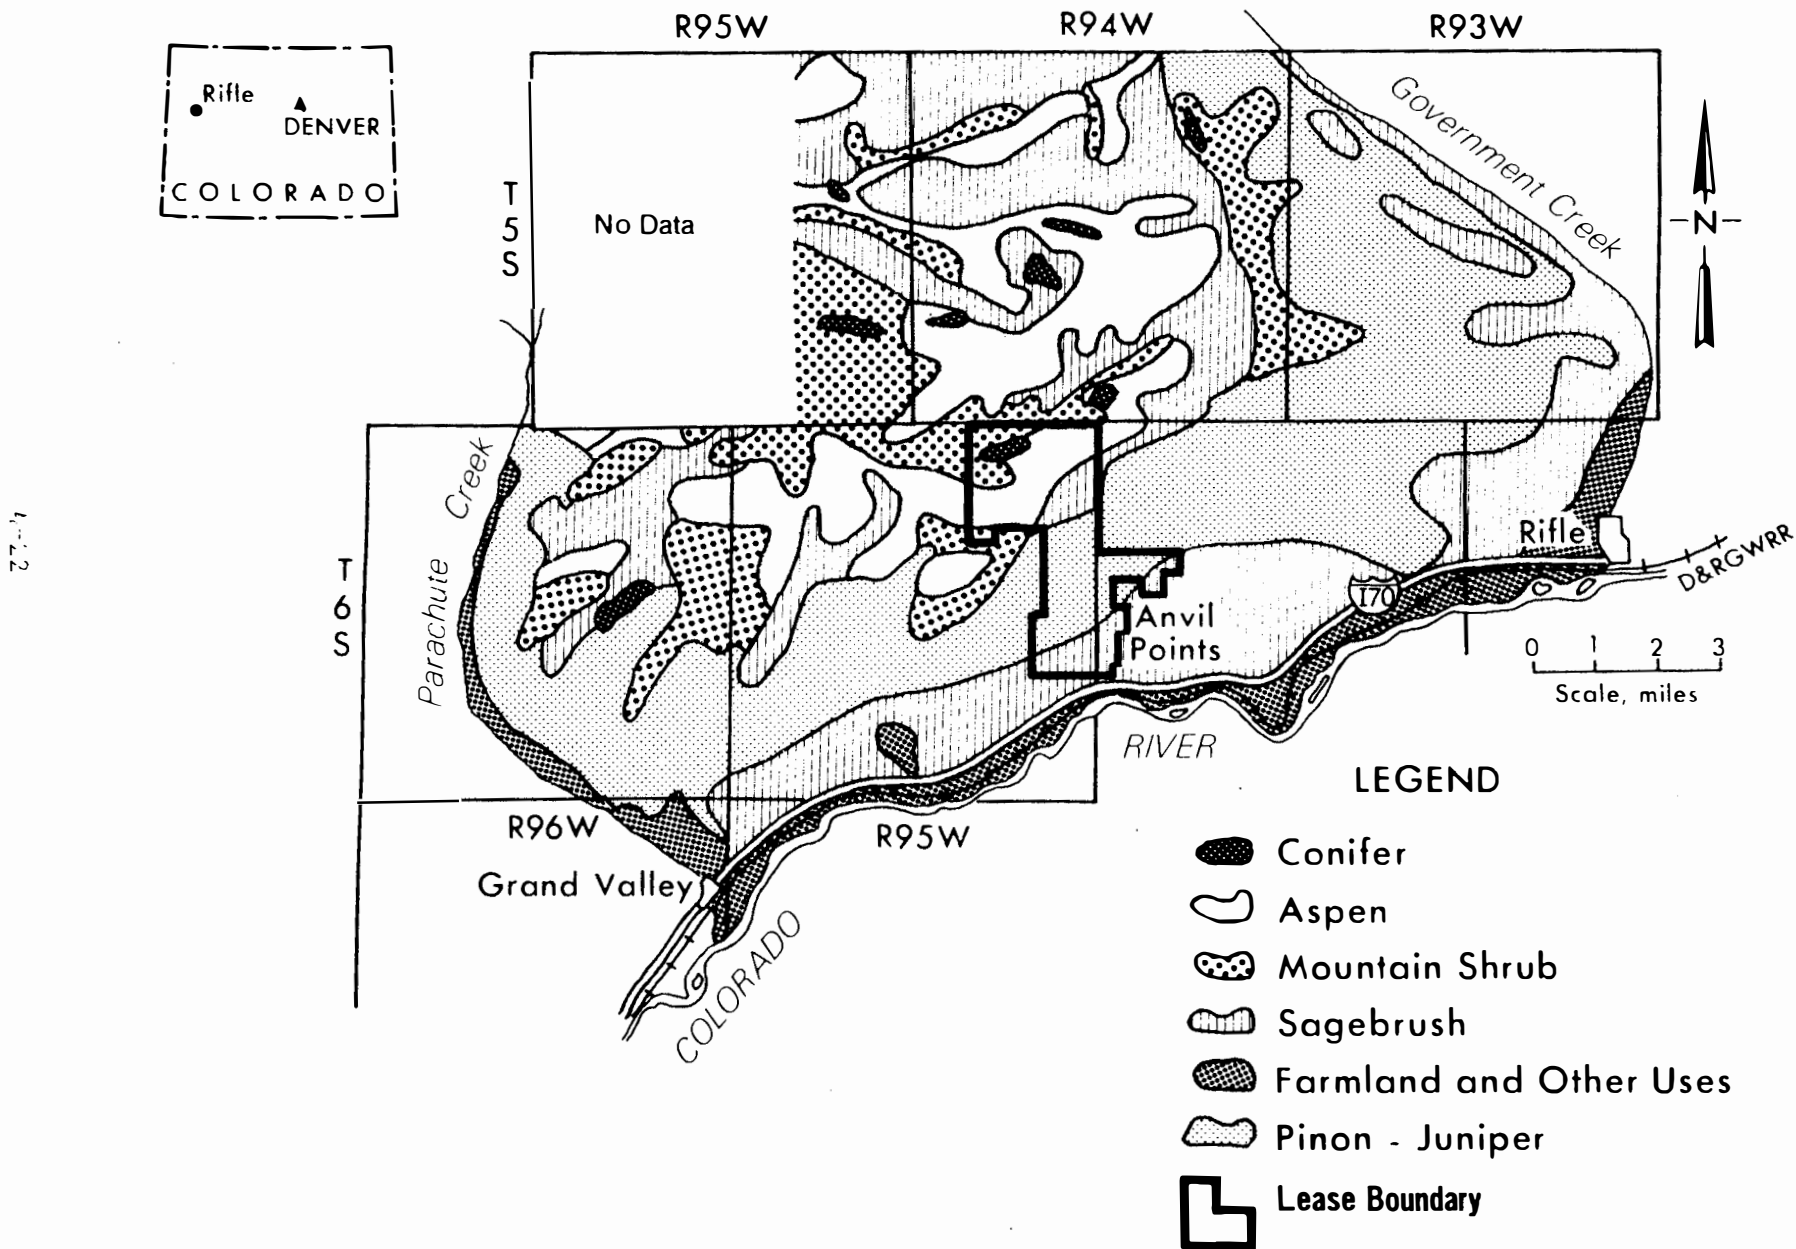 R95W
R94W
R93W
Rifle
DENVER
COLORADO
T
5
S
No Data
Government Creek
N
Parachute Creek
T
6
S
Rifle
D&RGWRR
I70
Anvil
Points
0 1 2 3
Scale, miles
RIVER
R96W
R95W
Grand Valley
COLORADO
LEGEND
Conifer
Aspen
Mountain Shrub
Sagebrush
Farmland and Other Uses
Pinon - Juniper
Lease Boundary